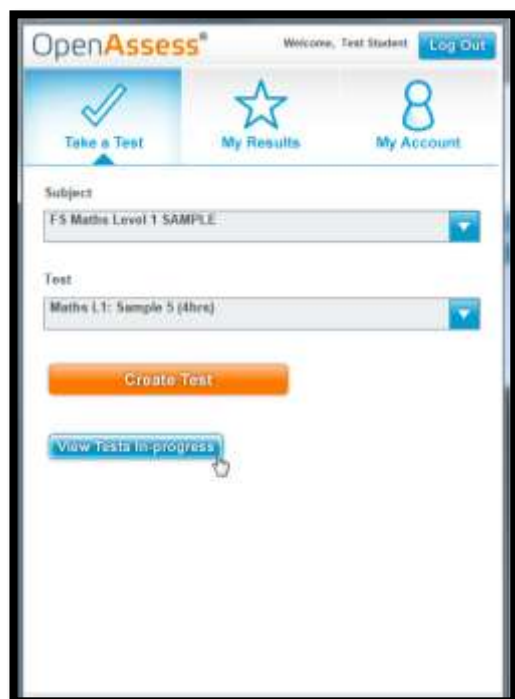 OpenAssess®
Welcome, Test Student
Log Out
Take a Test
My Results
My Account
Subject
FS Maths Level 1 SAMPLE
Test
Maths L1: Sample 5 (4hrs)
Create Test
View Tests In-progress